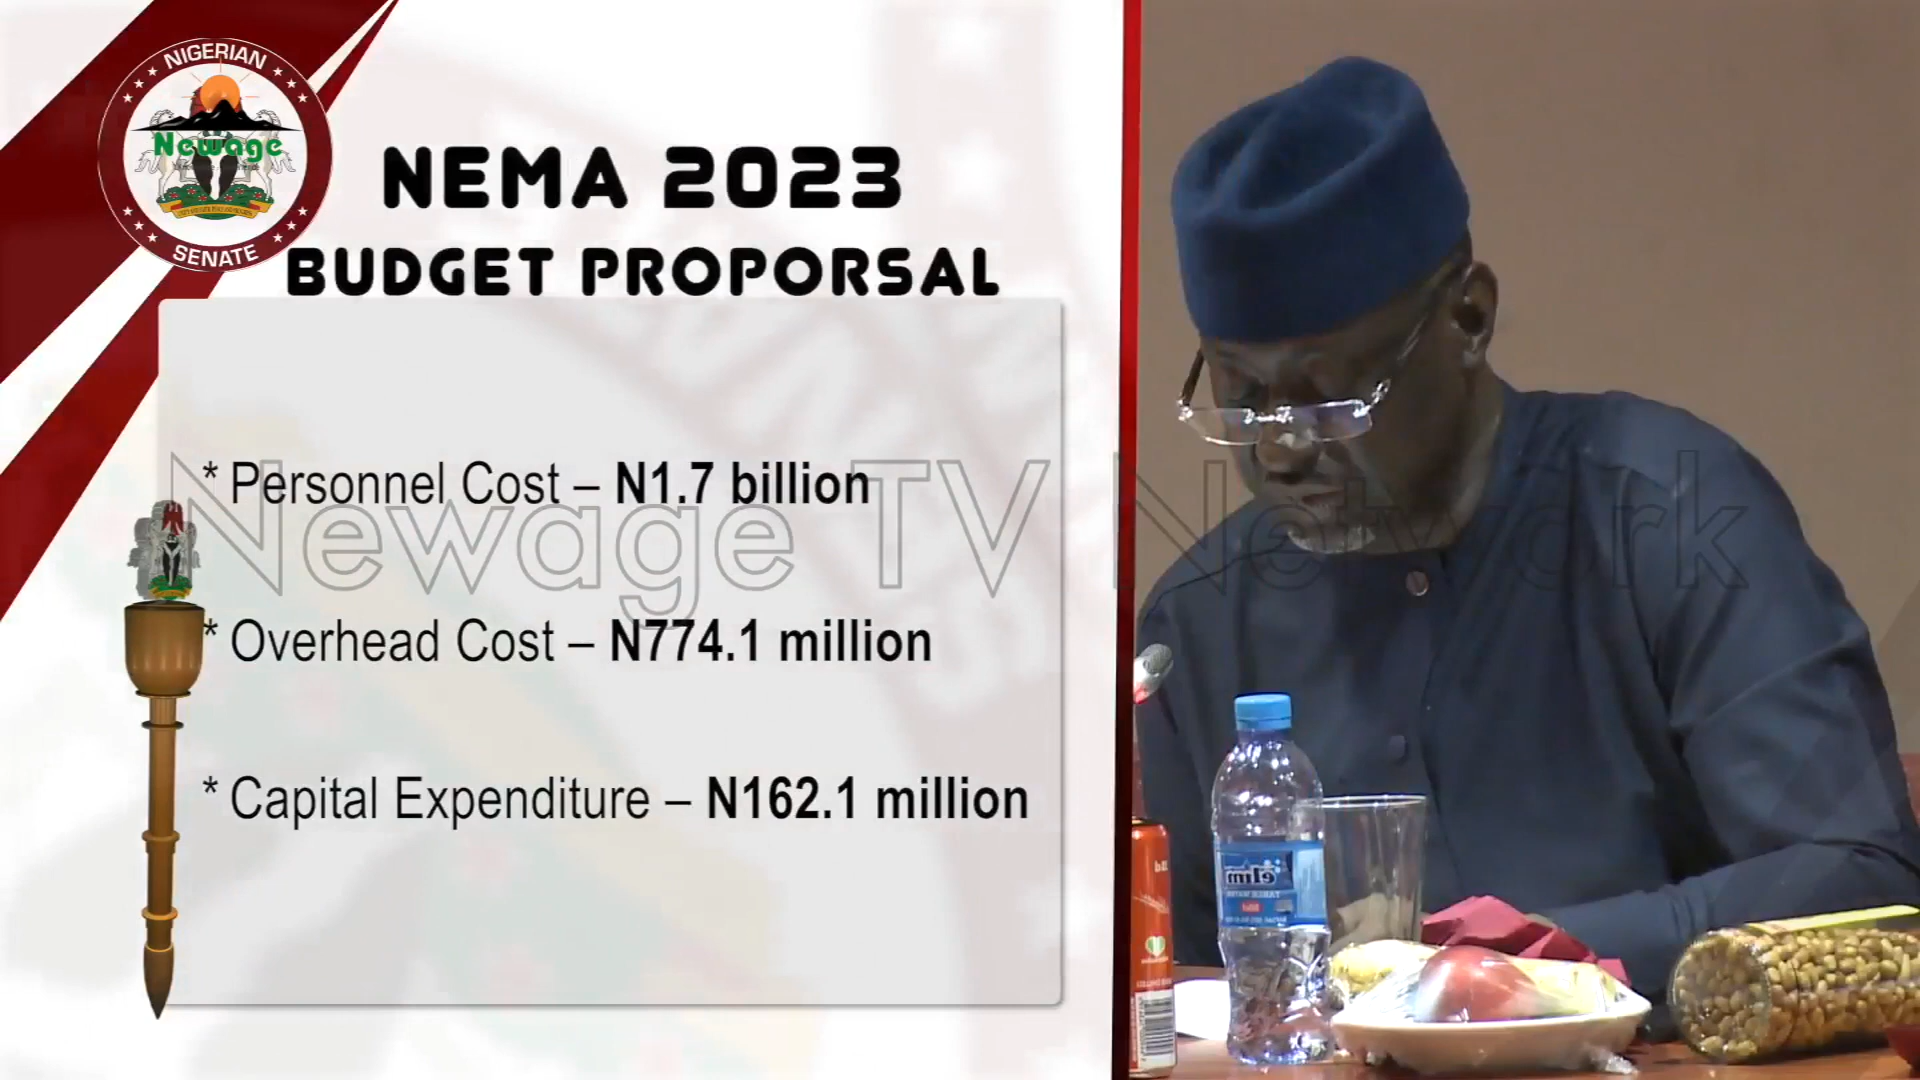 NIGERIAN
Newage
SENATE
NEMA 2023
BUDGET PROPORSAL
* Personnel Cost – N1.7 billion
Newage TV Network
* Overhead Cost – N774.1 million
* Capital Expenditure – N162.1 million
elim